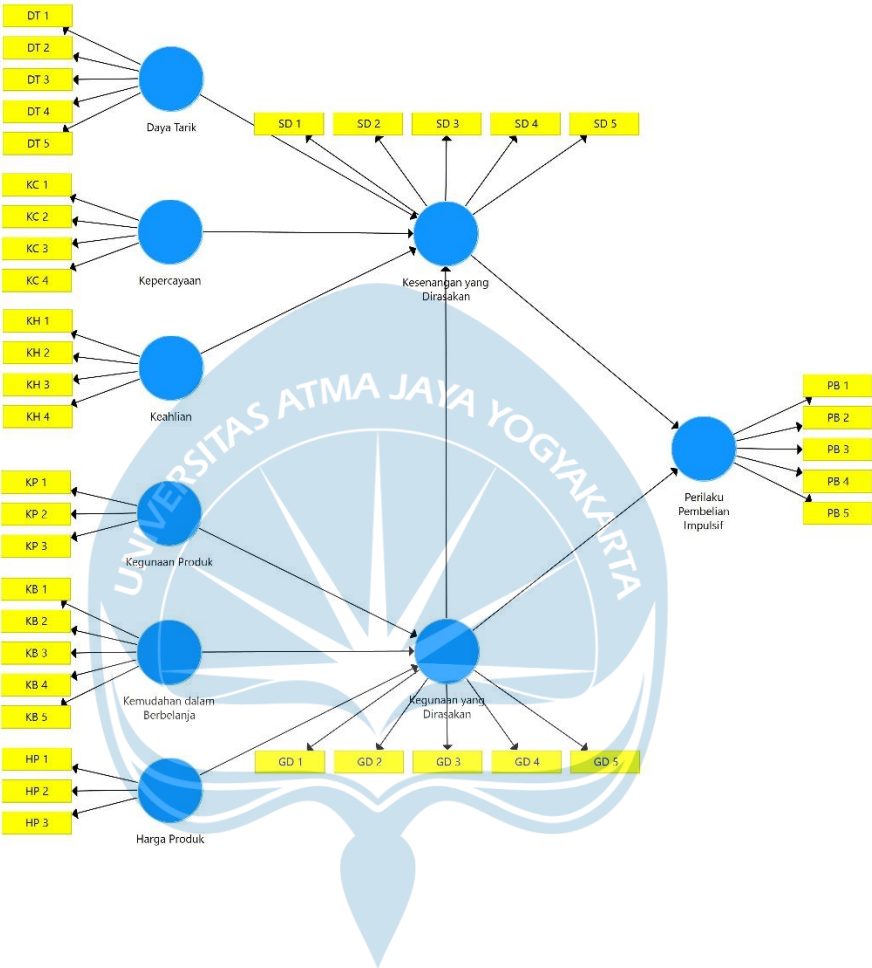 DT 1
DT 2
DT 3
DT 4
DT 5
Daya Tarik
SD 1
SD 2
SD 3
SD 4
SD 5
KC 1
KC 2
KC 3
KC 4
Kepercayaan
Kesenangan yang
Dirasakan
KH 1
KH 2
KH 3
KH 4
Keahlian
UNIVERSITAS ATMA JAYA YOGYAKARTA
PB 1
PB 2
PB 3
PB 4
PB 5
Perilaku
Pembelian
Impulsif
KP 1
KP 2
KP 3
Kegunaan Produk
KB 1
KB 2
KB 3
KB 4
KB 5
Kemudahan dalam
Berbelanja
Kegunaan yang
Dirasakan
GD 1
GD 2
GD 3
GD 4
GD 5
HP 1
HP 2
HP 3
Harga Produk